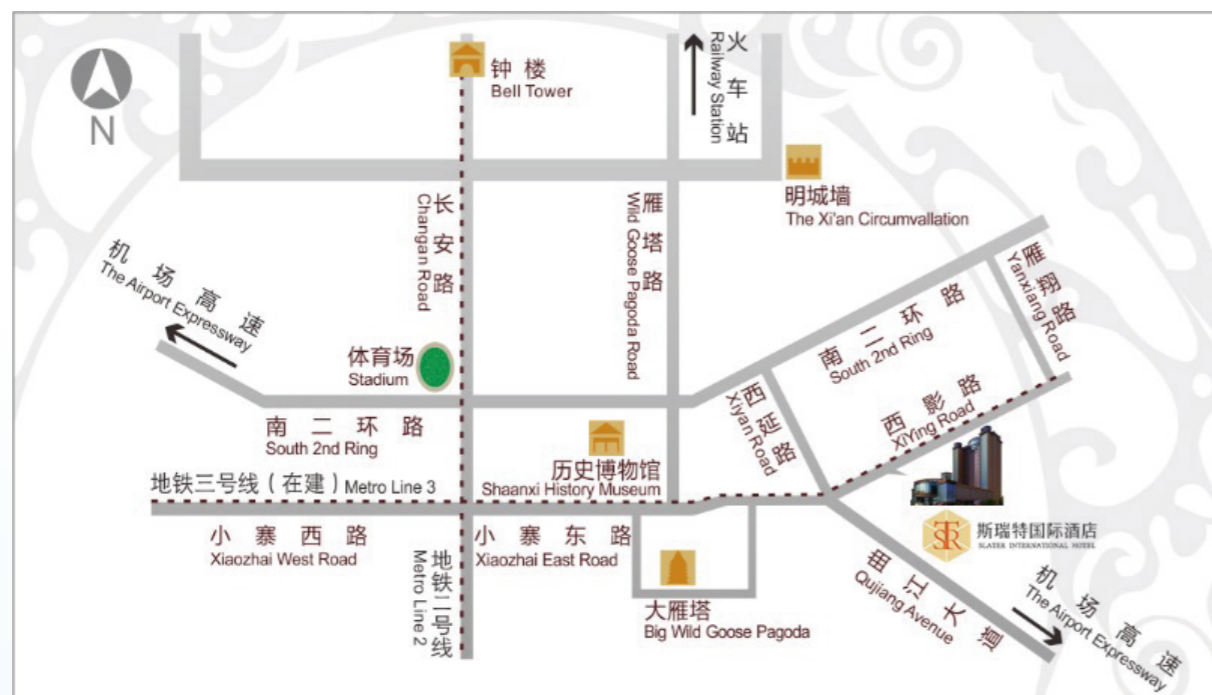 N
钟楼
Bell Tower
火车站
Railway Station
明城墙
The Xi'an Circumvallation
长安路
Changan Road
雁塔路
Wild Goose Pagoda Road
机场高速
The Airport Expressway
体育场
Stadium
南二环路
South 2nd Ring
雁翔路
Yanxiang Road
南二环路
South 2nd Ring
西延路
Xiyan Road
西影路
XiYing Road
历史博物馆
Shaanxi History Museum
地铁三号线（在建）Metro Line 3
小寨西路
Xiaozhai West Road
小寨东路
Xiaozhai East Road
地铁二号线
Metro Line 2
大雁塔
Big Wild Goose Pagoda
STR
斯瑞特国际酒店
SLATER INTERNATIONAL HOTEL
曲江大道
Qujiang Avenue
机场高速
The Airport Expressway